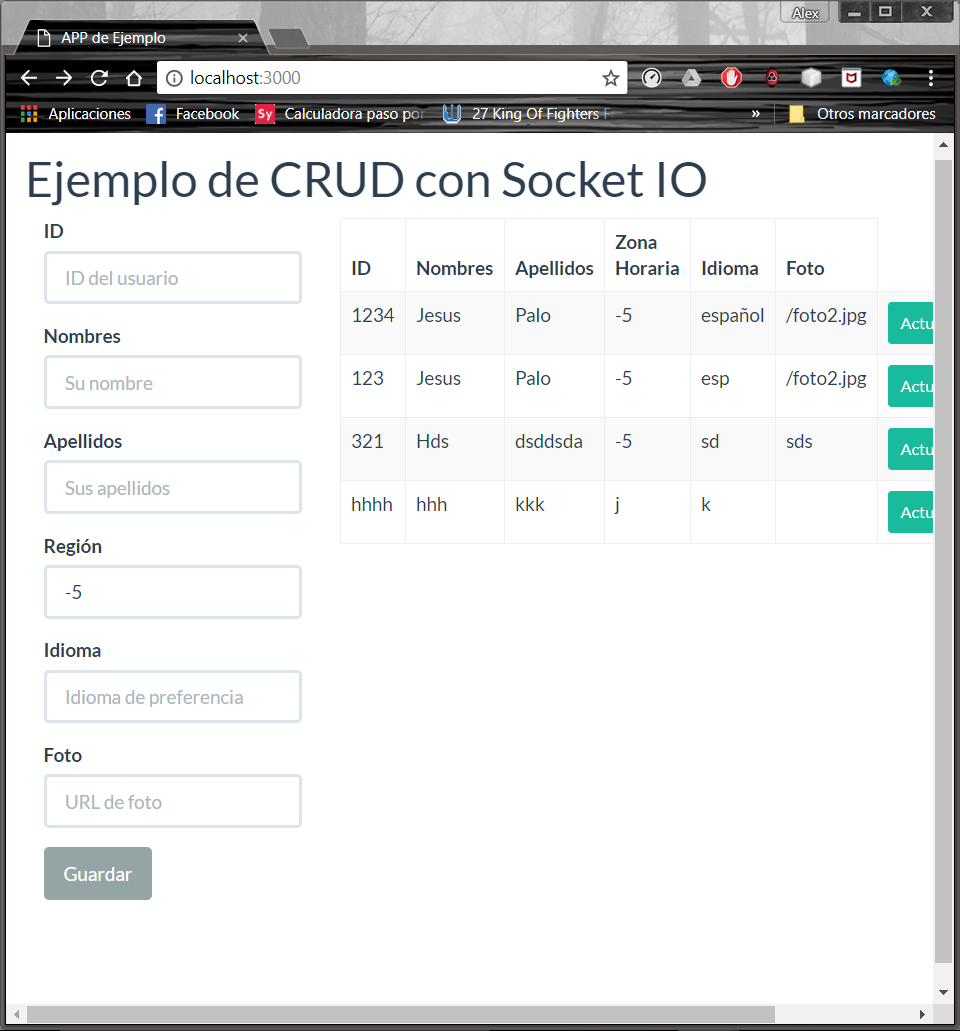 Alex
APP de Ejemplo
localhost:3000
Aplicaciones Facebook Sy Calculadora paso 27 King Of Fighters » Otros marcadores
Ejemplo de CRUD con Socket IO
ID
ID del usuario
Nombres
Su nombre
Apellidos
Sus apellidos
Región
-5
Idioma
Idioma de preferencia
Foto
URL de foto
Guardar
ID Nombres Apellidos Zona Horaria Idioma Foto
1234 Jesus Palo -5 español /foto2.jpg Actu
123 Jesus Palo -5 esp /foto2.jpg Actu
321 Hds dsddsda -5 sd sds Actu
hhhh hhh kkk j k Actu